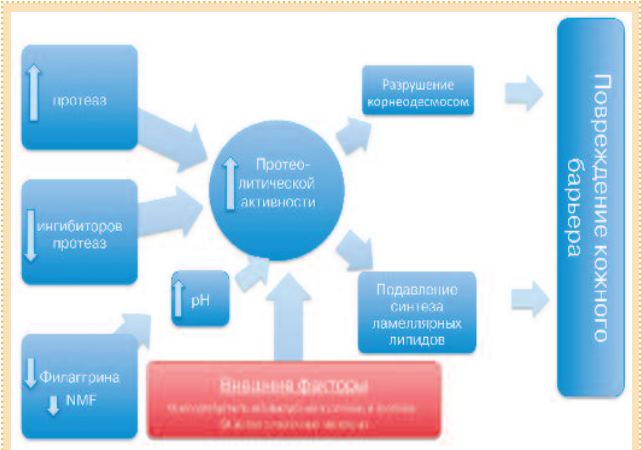 протеаз
ингибиторов
протеаз
Филаггрина
NMF
pH
Протео-
литической
активности
Внешние факторы
Разрушение
корнеодесмосом
Подавление
синтеза
ламеллярных
липидов
Повреждение кожного
барьера